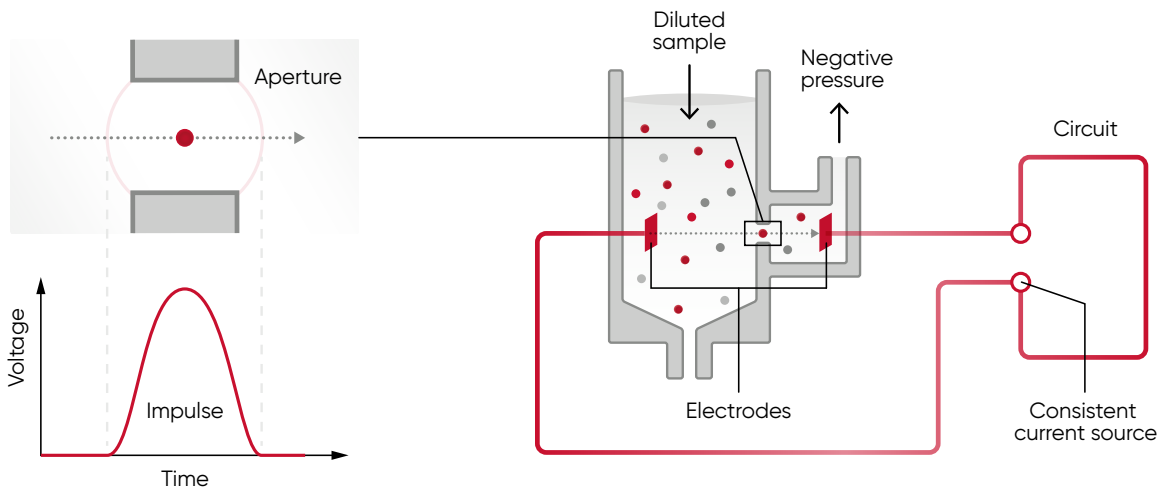 Diluted
sample
Negative
pressure
Aperture
Circuit
Voltage
Impulse
Time
Electrodes
Consistent
current source